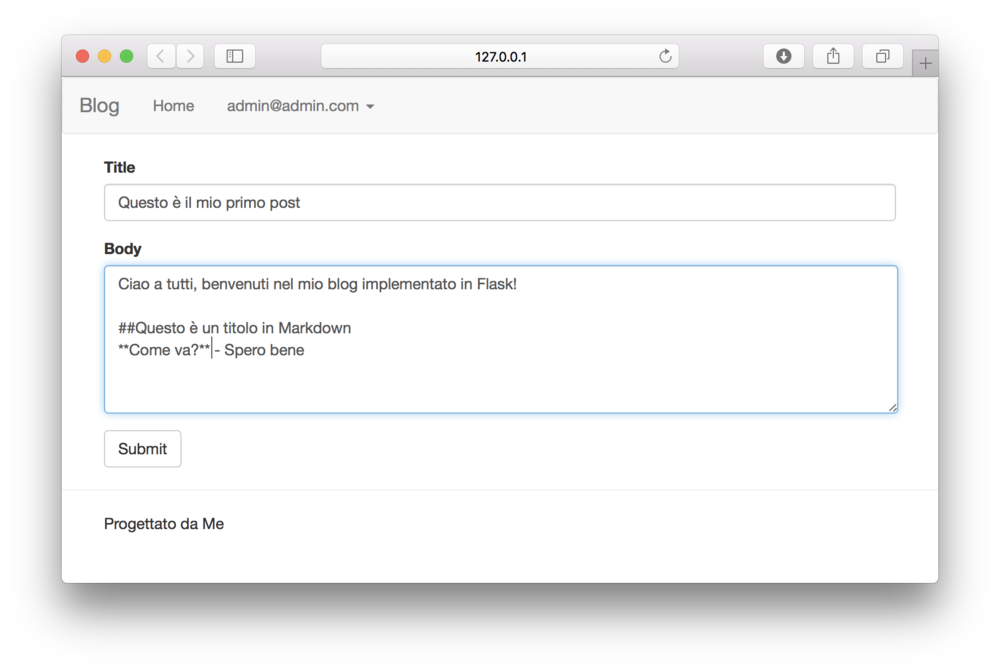 127.0.0.1
Blog Home admin@admin.com
Title
Questo è il mio primo post
Body
Ciao a tutti, benvenuti nel mio blog implementato in Flask!
##Questo è un titolo in Markdown
**Come va?** - Spero bene
Submit
Progettato da Me